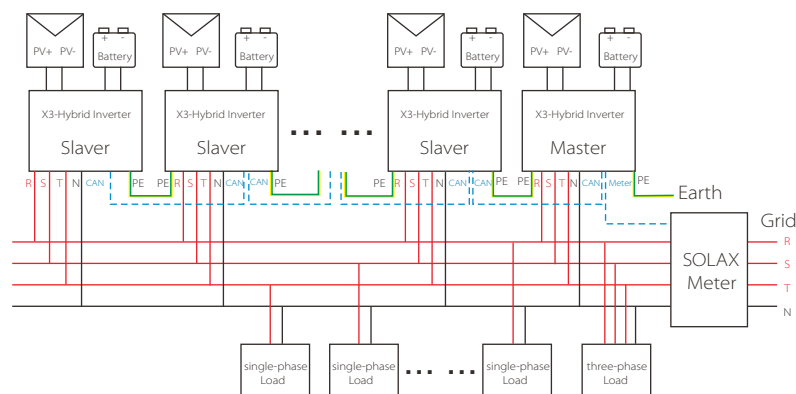 PV+ PV-
+ -
Battery
PV+ PV-
+ -
Battery
PV+ PV-
+ -
Battery
PV+ PV-
+ -
Battery
X3-Hybrid Inverter
Slaver
X3-Hybrid Inverter
Slaver
... ...
X3-Hybrid Inverter
Slaver
X3-Hybrid Inverter
Master
R S T N CAN PE
PE R S T N CAN CAN PE
PE R S T N CAN CAN PE
PE R S T N CAN Meter PE
Earth
Grid
SOLAX
Meter
R
S
T
N
single-phase
Load
single-phase
Load
... ...
single-phase
Load
three-phase
Load